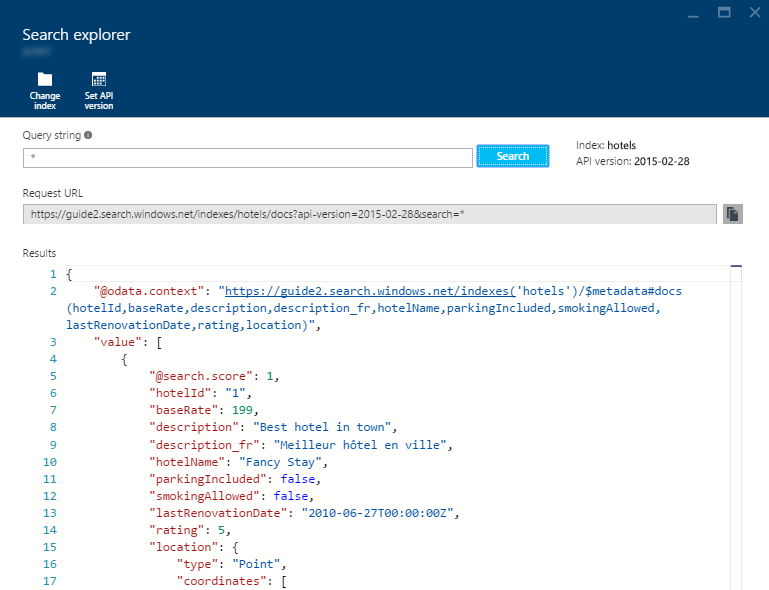 Search explorer
Change
index
Set API
version
Query string
*
Search
Index: hotels
API version: 2015-02-28
Request URL
https://guide2.search.windows.net/indexes/hotels/docs?api-version=2015-02-28&search=*
Results
1 {
2 "@odata.context": "https://guide2.search.windows.net/indexes('hotels')/$metadata#docs
(hotelId,baseRate,description,description_fr,hotelName,parkingIncluded,smokingAllowed,
lastRenovationDate,rating,location)",
3 "value": [
4 {
5 "@search.score": 1,
6 "hotelId": "1",
7 "baseRate": 199,
8 "description": "Best hotel in town",
9 "description_fr": "Meilleur hôtel en ville",
10 "hotelName": "Fancy Stay",
11 "parkingIncluded": false,
12 "smokingAllowed": false,
13 "lastRenovationDate": "2010-06-27T00:00:00Z",
14 "rating": 5,
15 "location": {
16 "type": "Point",
17 "coordinates": [